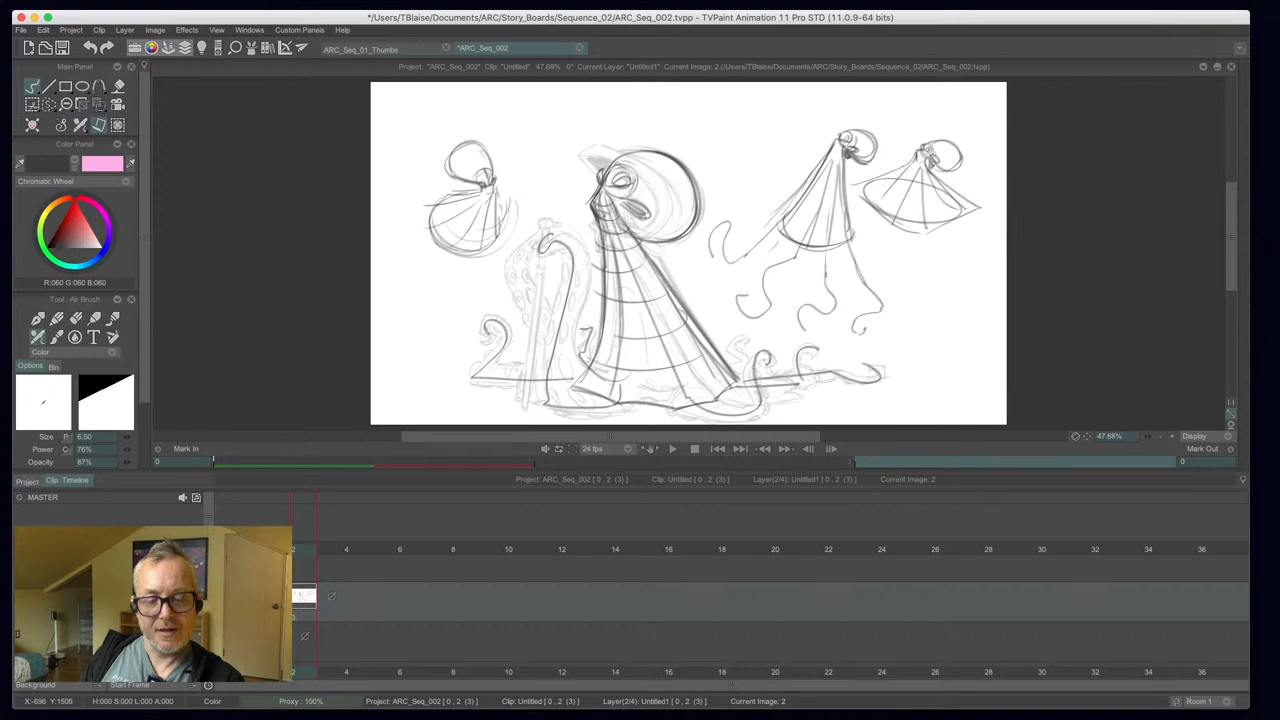 */Users/TBlaise/Documents/ARC/Story_Boards/Sequence_02/ARC_Seq_002.tvpp - TVPaint Animation 11 Pro STD (11.0.9-64 bits)
File Edit Project Clip Layer Image Effects View Windows Custom Panels Help
ARC_Seq_01_Thumbs *ARC_Seq_002
Main Panel
Project: "ARC_Seq_002" Clip: "Untitled" 47.68% 0° Current Layer: "Untitled1" Current Image: 2 (/Users/TBlaise/Documents/ARC/Story_Boards/Sequence_02/ARC_Seq_002.tvpp)
Color Panel
Chromatic Wheel
R:060 G:060 B:060
Tool : Air Brush
Color
Options Bin
Size P 6.50
Power C 76%
Opacity 87%
47.68% Display
Mark In 24 fps Mark Out
0 2 0
Project Clip: Timeline
Project: ARC_Seq_002 [ 0 , 2 (3) ] Clip: Untitled [ 0 , 2 (3) ] Layer(2/4): Untitled1 [ 0 , 2 (3) ] Current Image: 2
MASTER
2 4 6 8 10 12 14 16 18 20 22 24 26 28 30 32 34 36
2 4 6 8 10 12 14 16 18 20 22 24 26 28 30 32 34 36
Background Start Frame
X:-696 Y:1506 H:000 S:000 L:000 A:000 Color Proxy : 100% Project: ARC_Seq_002 [ 0 , 2 (3) ] Clip: Untitled [ 0 , 2 (3) ] Layer(2/4): Untitled1 [ 0 , 2 (3) ] Current Image: 2 Room 1